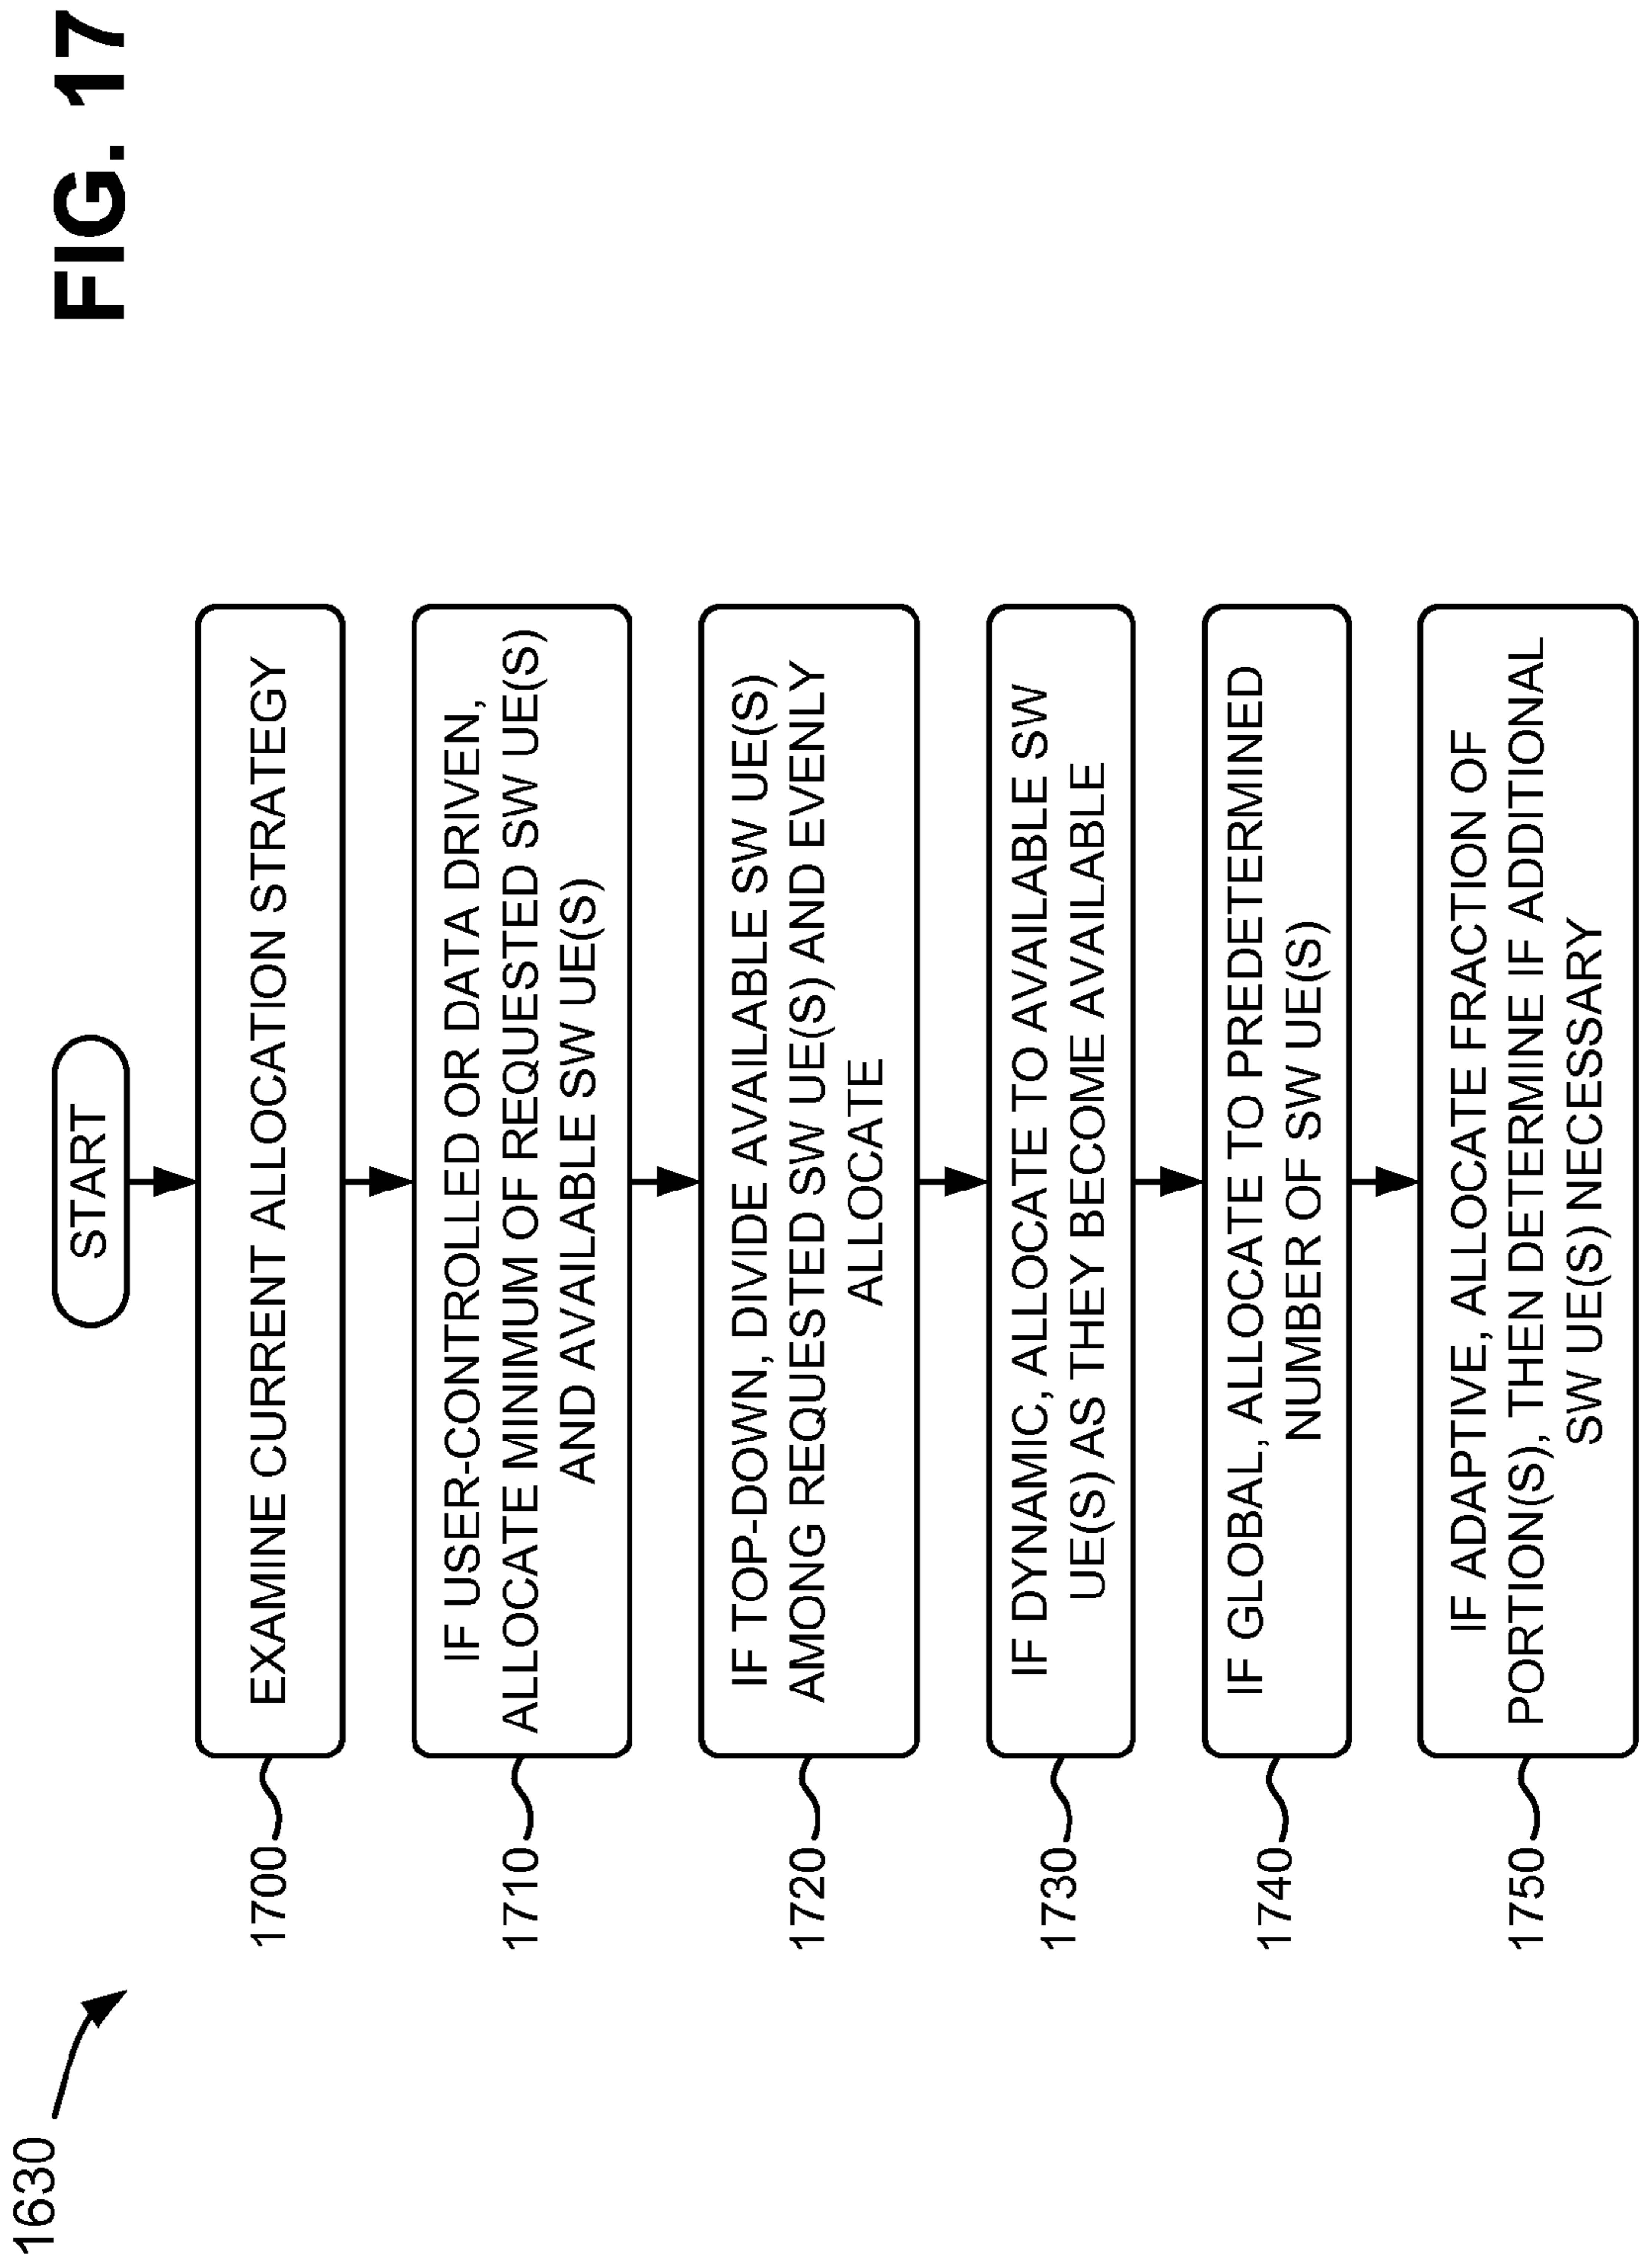 FIG. 17
1630
START
1700
EXAMINE CURRENT ALLOCATION STRATEGY
1710
IF USER-CONTROLLED OR DATA DRIVEN,
ALLOCATE MINIMUM OF REQUESTED SW UE(S)
AND AVAILABLE SW UE(S)
1720
IF TOP-DOWN, DIVIDE AVAILABLE SW UE(S)
AMONG REQUESTED SW UE(S) AND EVENLY
ALLOCATE
1730
IF DYNAMIC, ALLOCATE TO AVAILABLE SW
UE(S) AS THEY BECOME AVAILABLE
1740
IF GLOBAL, ALLOCATE TO PREDETERMINED
NUMBER OF SW UE(S)
1750
IF ADAPTIVE, ALLOCATE FRACTION OF
PORTION(S), THEN DETERMINE IF ADDITIONAL
SW UE(S) NECESSARY